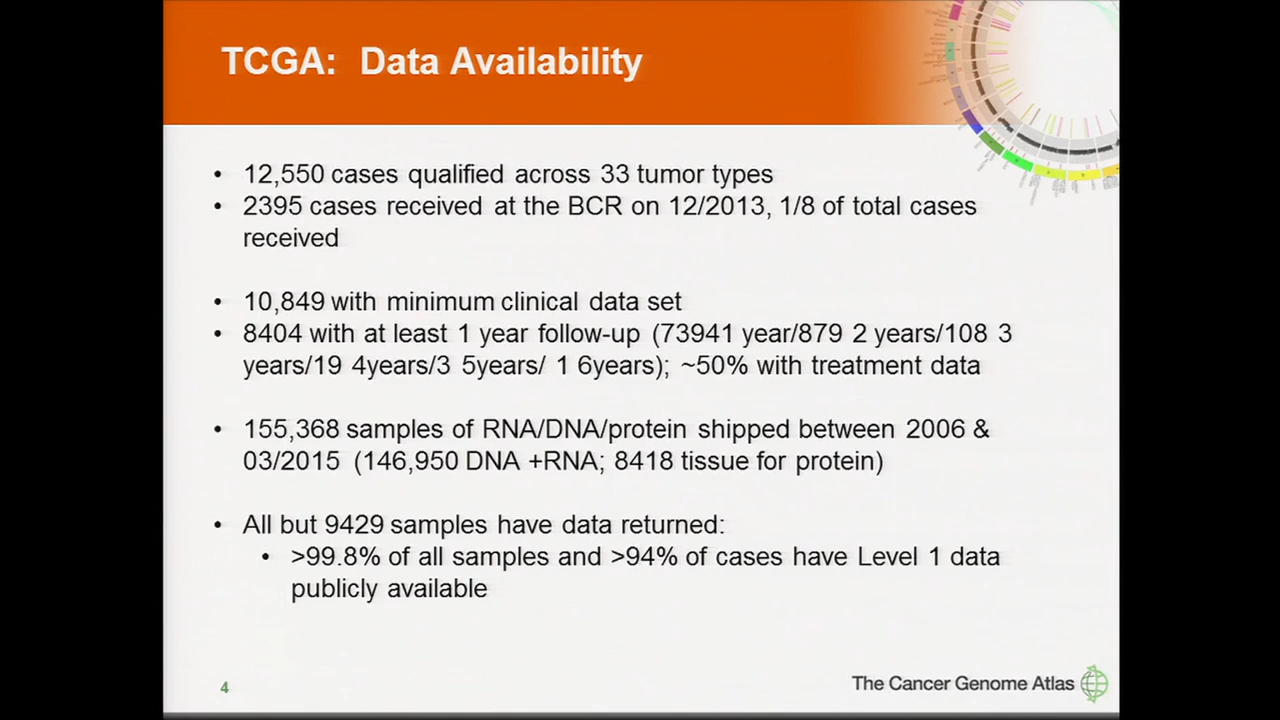 TCGA: Data Availability
• 12,550 cases qualified across 33 tumor types
• 2395 cases received at the BCR on 12/2013, 1/8 of total cases
received
• 10,849 with minimum clinical data set
• 8404 with at least 1 year follow-up (73941 year/879 2 years/108 3
years/19 4years/3 5years/ 1 6years); ~50% with treatment data
• 155,368 samples of RNA/DNA/protein shipped between 2006 &
03/2015 (146,950 DNA +RNA; 8418 tissue for protein)
• All but 9429 samples have data returned:
• >99.8% of all samples and >94% of cases have Level 1 data
publicly available
4
The Cancer Genome Atlas